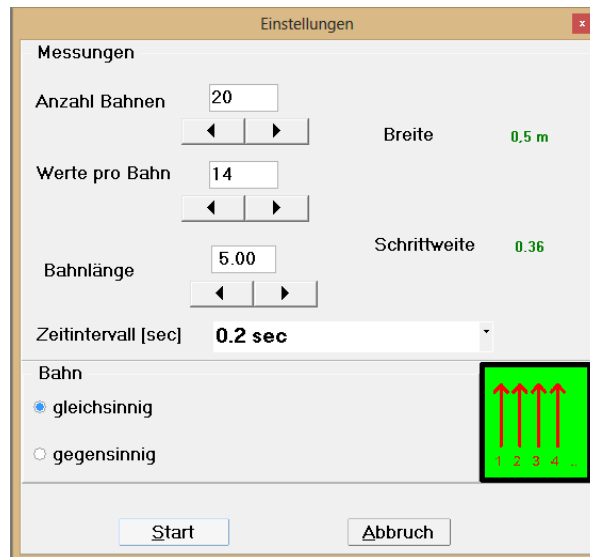 Einstellungen
x
Messungen
Anzahl Bahnen 20
Breite 0,5 m
Werte pro Bahn 14
Schrittweite 0.36
Bahnlänge 5.00
Zeitintervall [sec] 0.2 sec
Bahn
gleichsinnig
gegensinnig
1 2 3 4 ..
Start Abbruch